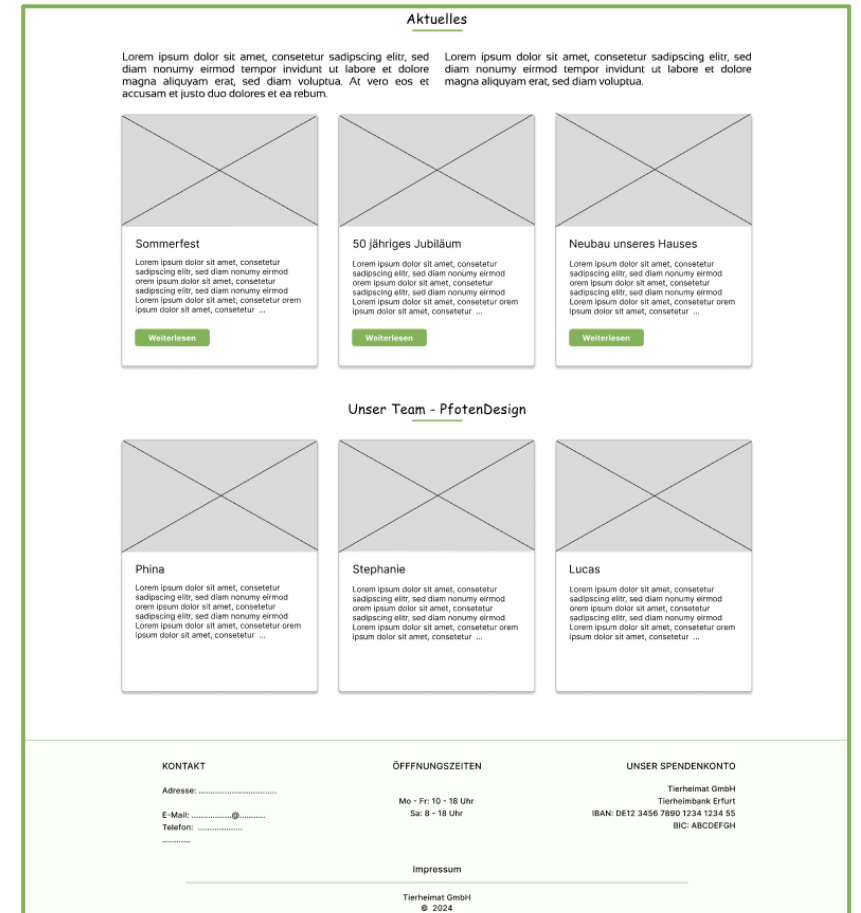 Aktuelles
Lorem ipsum dolor sit amet, consetetur sadipscing elitr, sed
diam nonumy eirmod tempor invidunt ut labore et dolore
magna aliquyam erat, sed diam voluptua. At vero eos et
accusam et justo duo dolores et ea rebum.
Lorem ipsum dolor sit amet, consetetur sadipscing elitr, sed
diam nonumy eirmod tempor invidunt ut labore et dolore
magna aliquyam erat, sed diam voluptua.
Sommerfest
Lorem ipsum dolor sit amet, consetetur
sadipscing elitr, sed diam nonumy eirmod
orem ipsum dolor sit amet, consetetur
sadipscing elitr, sed diam nonumy eirmod
Lorem ipsum dolor sit amet, consetetur orem
ipsum dolor sit amet, consetetur ...
Weiterlesen
50 jähriges Jubiläum
Lorem ipsum dolor sit amet, consetetur
sadipscing elitr, sed diam nonumy eirmod
orem ipsum dolor sit amet, consetetur
sadipscing elitr, sed diam nonumy eirmod
Lorem ipsum dolor sit amet, consetetur orem
ipsum dolor sit amet, consetetur ...
Weiterlesen
Neubau unseres Hauses
Lorem ipsum dolor sit amet, consetetur
sadipscing elitr, sed diam nonumy eirmod
orem ipsum dolor sit amet, consetetur
sadipscing elitr, sed diam nonumy eirmod
Lorem ipsum dolor sit amet, consetetur orem
ipsum dolor sit amet, consetetur ...
Weiterlesen
Unser Team - PfotenDesign
Phina
Lorem ipsum dolor sit amet, consetetur
sadipscing elitr, sed diam nonumy eirmod
orem ipsum dolor sit amet, consetetur
sadipscing elitr, sed diam nonumy eirmod
Lorem ipsum dolor sit amet, consetetur orem
ipsum dolor sit amet, consetetur ...
Stephanie
Lorem ipsum dolor sit amet, consetetur
sadipscing elitr, sed diam nonumy eirmod
orem ipsum dolor sit amet, consetetur
sadipscing elitr, sed diam nonumy eirmod
Lorem ipsum dolor sit amet, consetetur orem
ipsum dolor sit amet, consetetur ...
Lucas
Lorem ipsum dolor sit amet, consetetur
sadipscing elitr, sed diam nonumy eirmod
orem ipsum dolor sit amet, consetetur
sadipscing elitr, sed diam nonumy eirmod
Lorem ipsum dolor sit amet, consetetur orem
ipsum dolor sit amet, consetetur ...
KONTAKT
Adresse: ..................................
E-Mail: .................@...........
Telefon: ...................
............
ÖFFFNUNGSZEITEN
Mo - Fr: 10 - 18 Uhr
Sa: 8 - 18 Uhr
UNSER SPENDENKONTO
Tierheimat GmbH
Tierheimbank Erfurt
IBAN: DE12 3456 7890 1234 1234 55
BIC: ABCDEFGH
Impressum
Tierheimat GmbH
© 2024